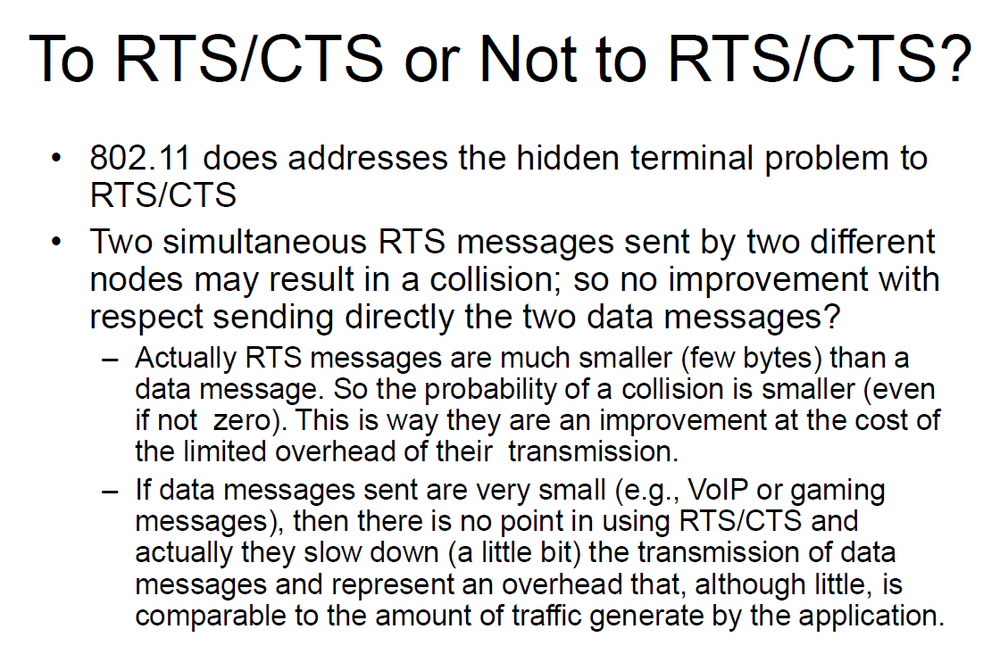 To RTS/CTS or Not to RTS/CTS?
• 802.11 does addresses the hidden terminal problem to
RTS/CTS
• Two simultaneous RTS messages sent by two different
nodes may result in a collision; so no improvement with
respect sending directly the two data messages?
– Actually RTS messages are much smaller (few bytes) than a
data message. So the probability of a collision is smaller (even
if not  zero). This is way they are an improvement at the cost of
the limited overhead of their  transmission.
– If data messages sent are very small (e.g., VoIP or gaming
messages), then there is no point in using RTS/CTS and
actually they slow down (a little bit) the transmission of data
messages and represent an overhead that, although little, is
comparable to the amount of traffic generate by the application.